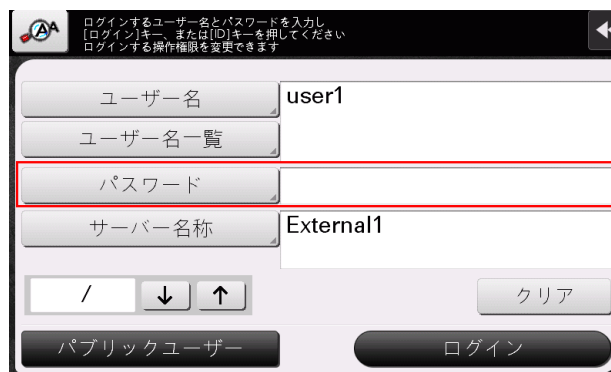 ログインするユーザー名とパスワードを入力し
[ログイン]キー、または[ID]キーを押してください
ログインする操作権限を変更できます
AA
ユーザー名
user1
ユーザー名一覧
パスワード
サーバー名称
External1
/
↓ ↑
クリア
パブリックユーザー
ログイン